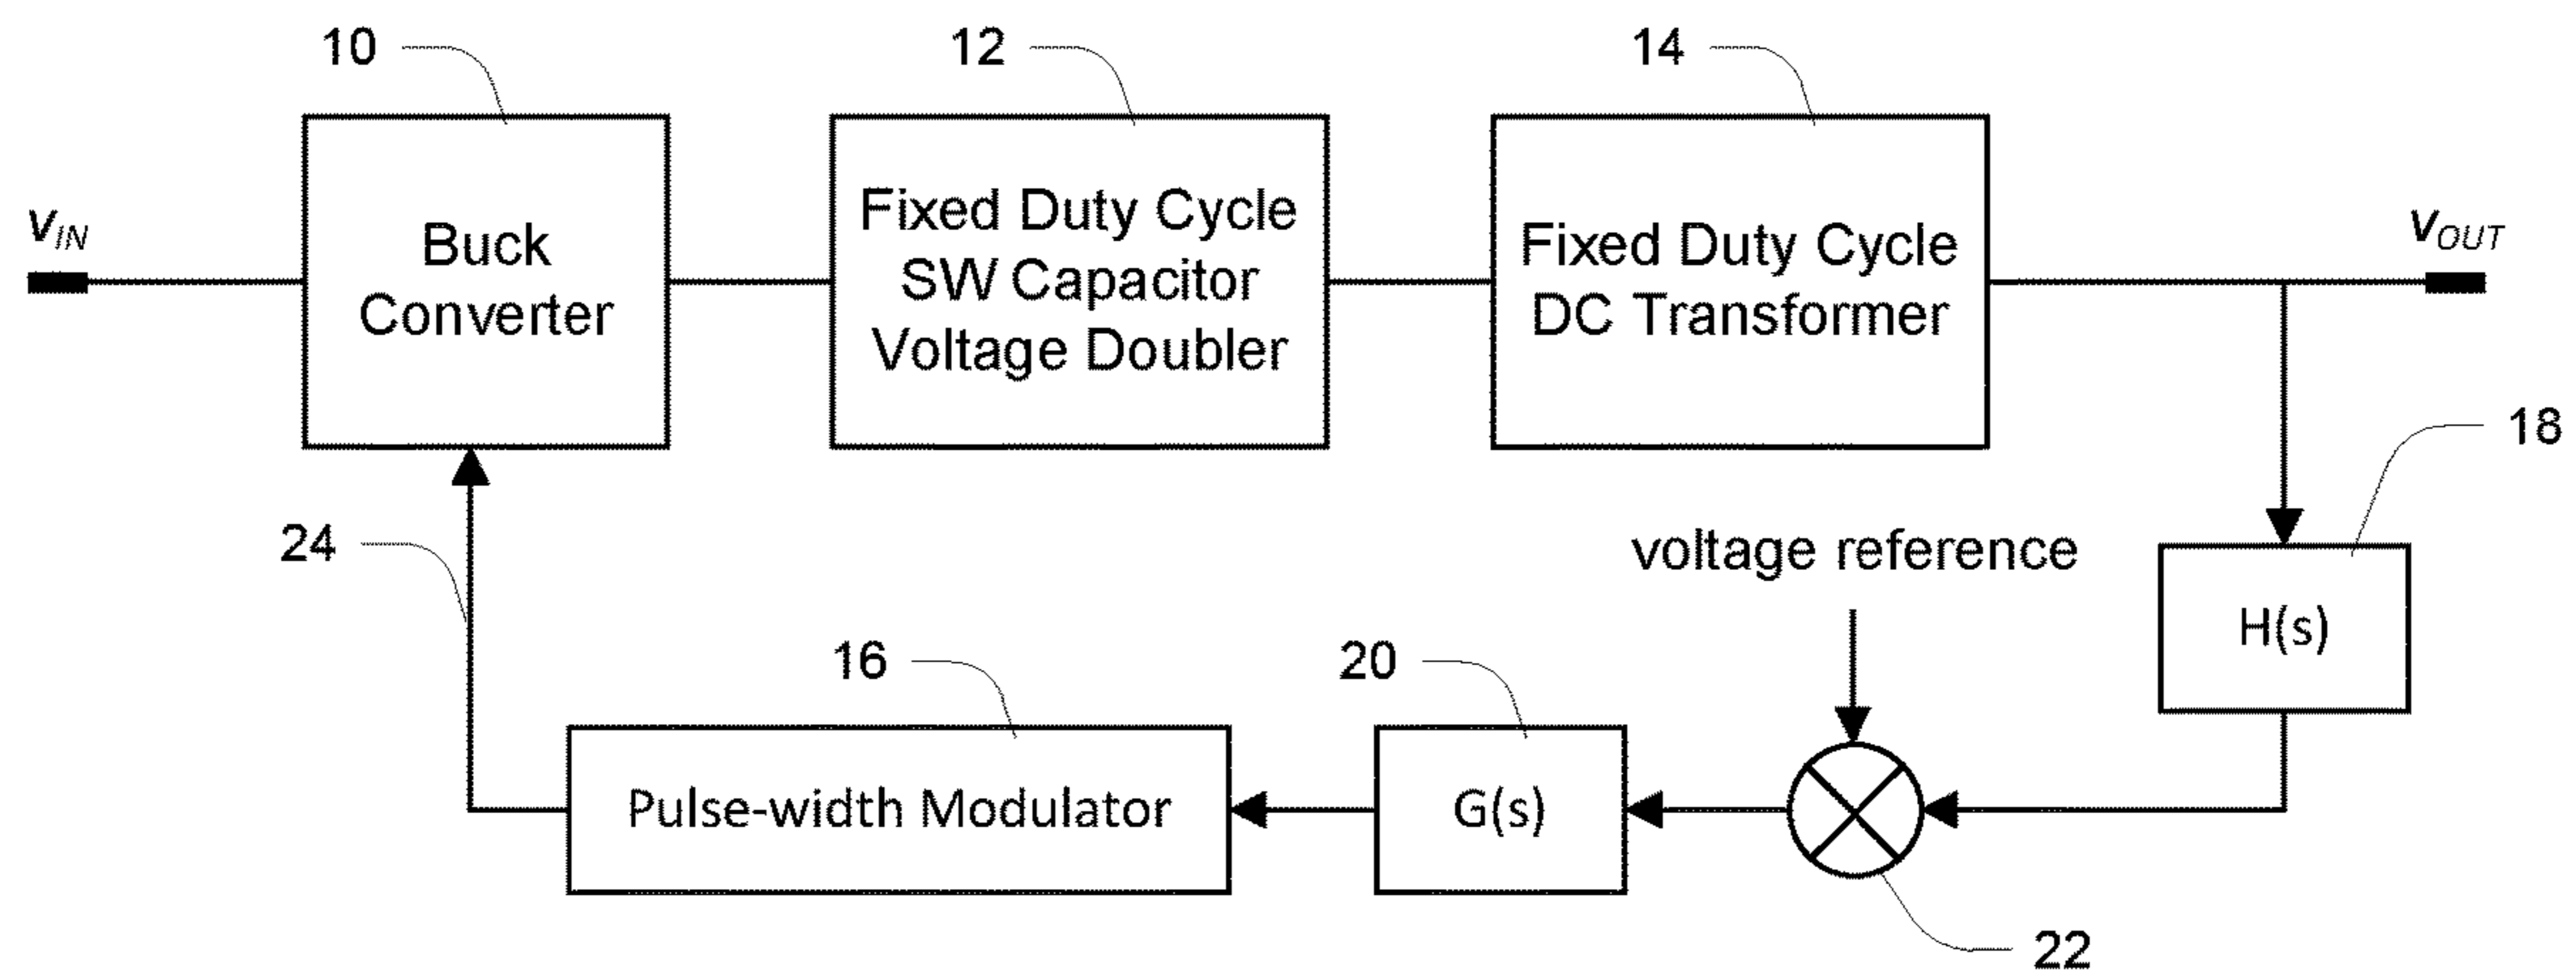 10
12
14
vIN
Buck
Converter
Fixed Duty Cycle
SW Capacitor
Voltage Doubler
Fixed Duty Cycle
DC Transformer
vOUT
18
24
voltage reference
H(s)
16
20
Pulse-width Modulator
G(s)
22